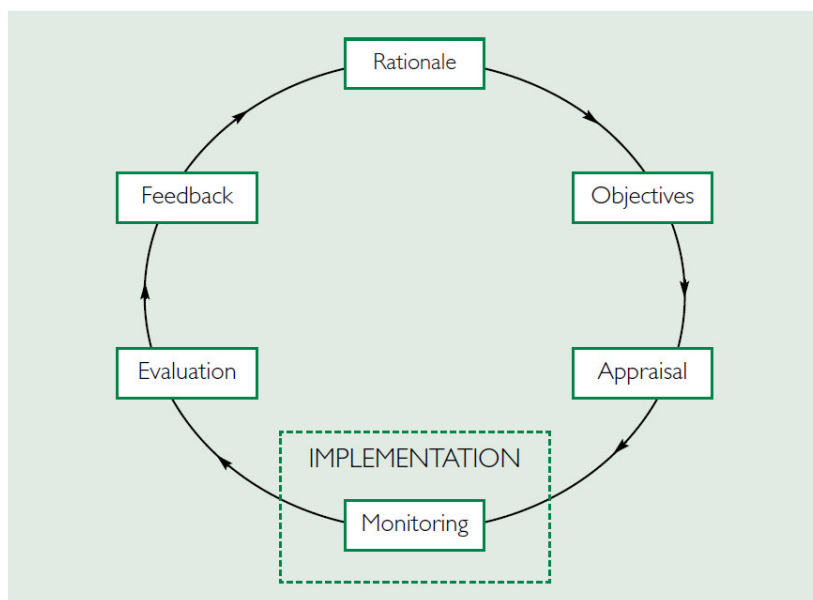 Rationale
Objectives
Appraisal
IMPLEMENTATION
Monitoring
Evaluation
Feedback